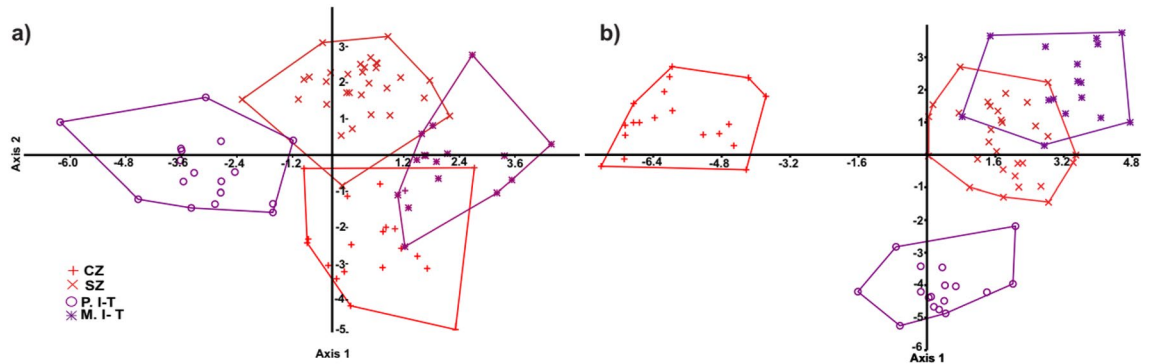 a)
3-
2-
1-
-6.0 -4.8 -3.6 -2.4 -1.2 1.2 2.4 3.6
-1-
-2-
-3-
-4-
-5-
Axis 2
Axis 1
+ CZ
× SZ
P. I-T
M. I- T
b)
3
2
1
-6.4 -4.8 -3.2 -1.6 1.6 3.2 4.8
-1
-2
-3
-4
-5
-6
Axis 1